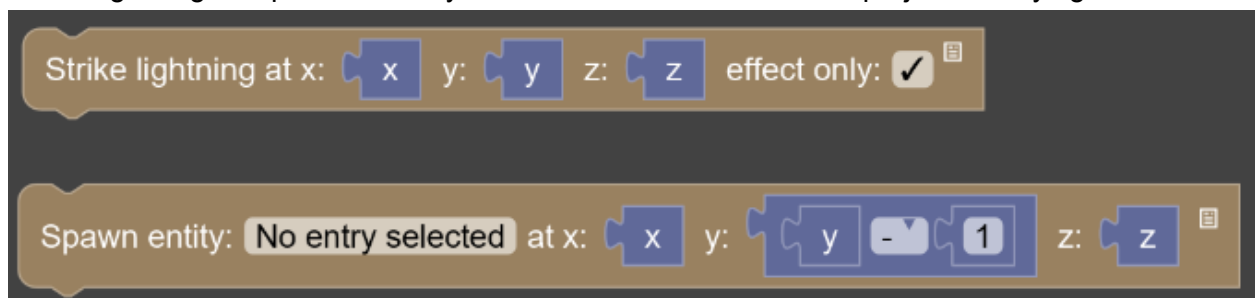 Strike lightning at x: x y: y z: z effect only: ✓
Spawn entity: No entry selected at x: x y: y - 1 z: z